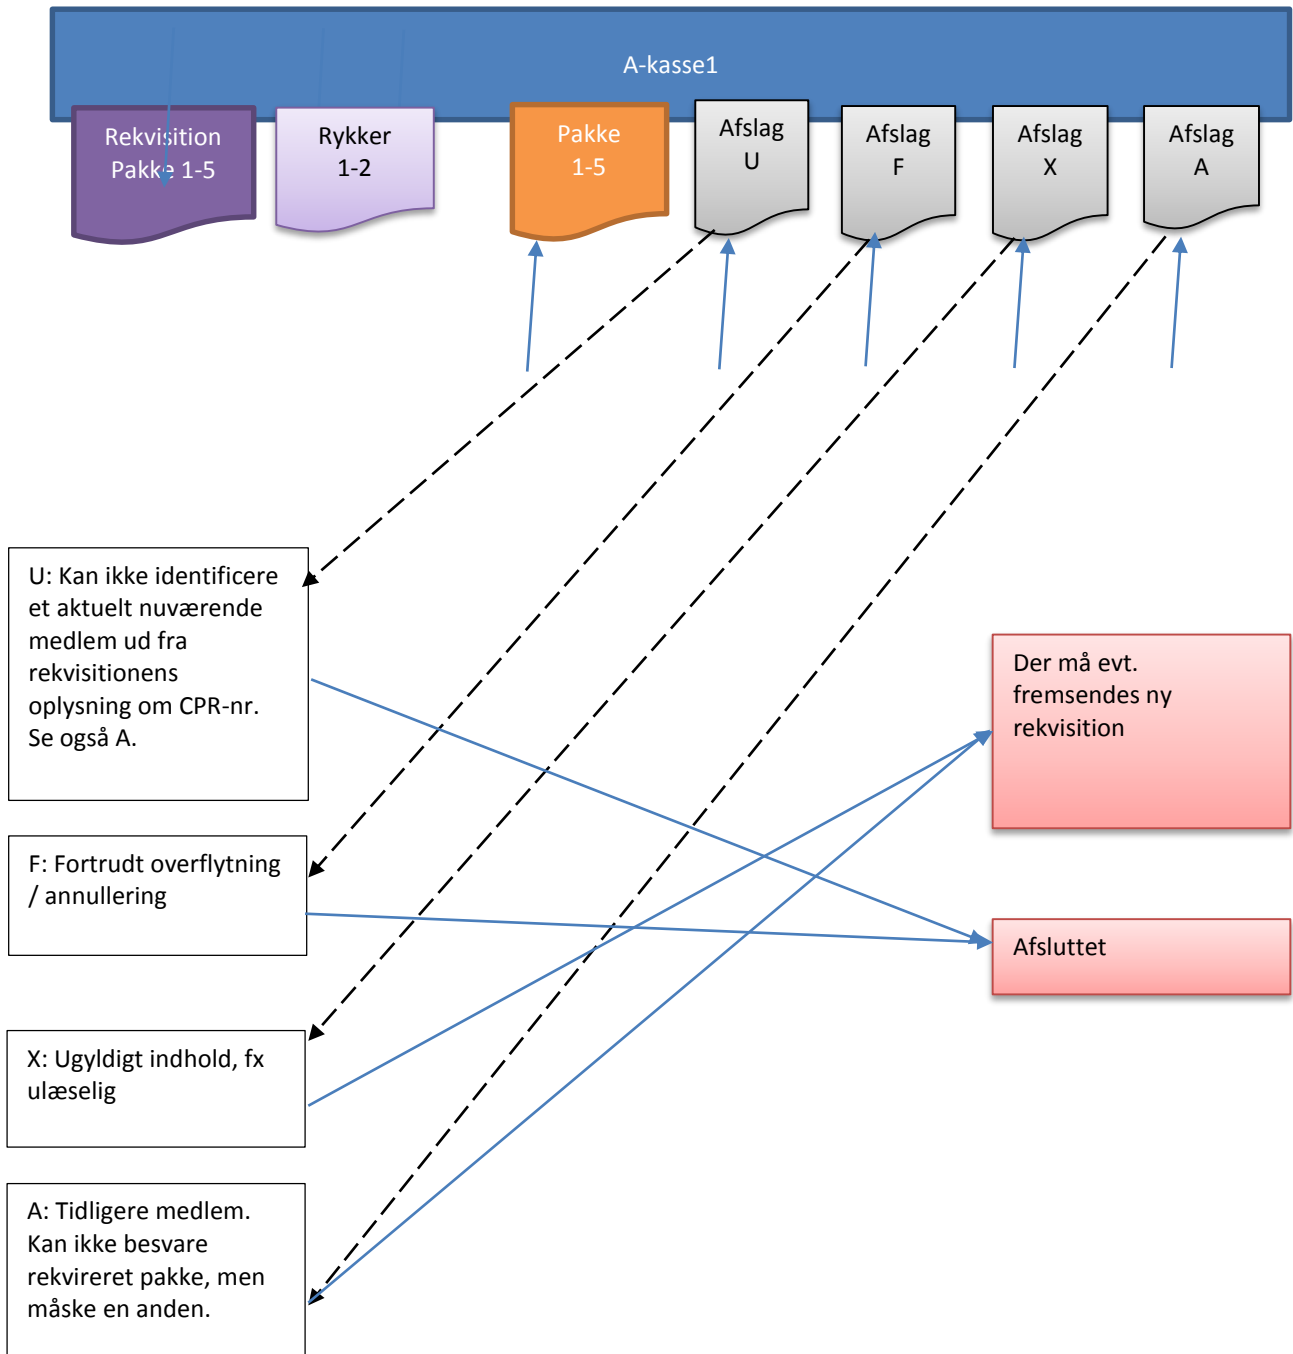 A-kasse1
Rekvisition
Pakke 1-5
Rykker
1-2
Pakke
1-5
Afslag
U
Afslag
F
Afslag
X
Afslag
A
U: Kan ikke identificere
et aktuelt nuværende
medlem ud fra
rekvisitionens
oplysning om CPR-nr.
Se også A.
Der må evt.
fremsendes ny
rekvisition
F: Fortrudt overflytning
/ annullering
Afsluttet
X: Ugyldigt indhold, fx
ulæselig
A: Tidligere medlem.
Kan ikke besvare
rekvireret pakke, men
måske en anden.